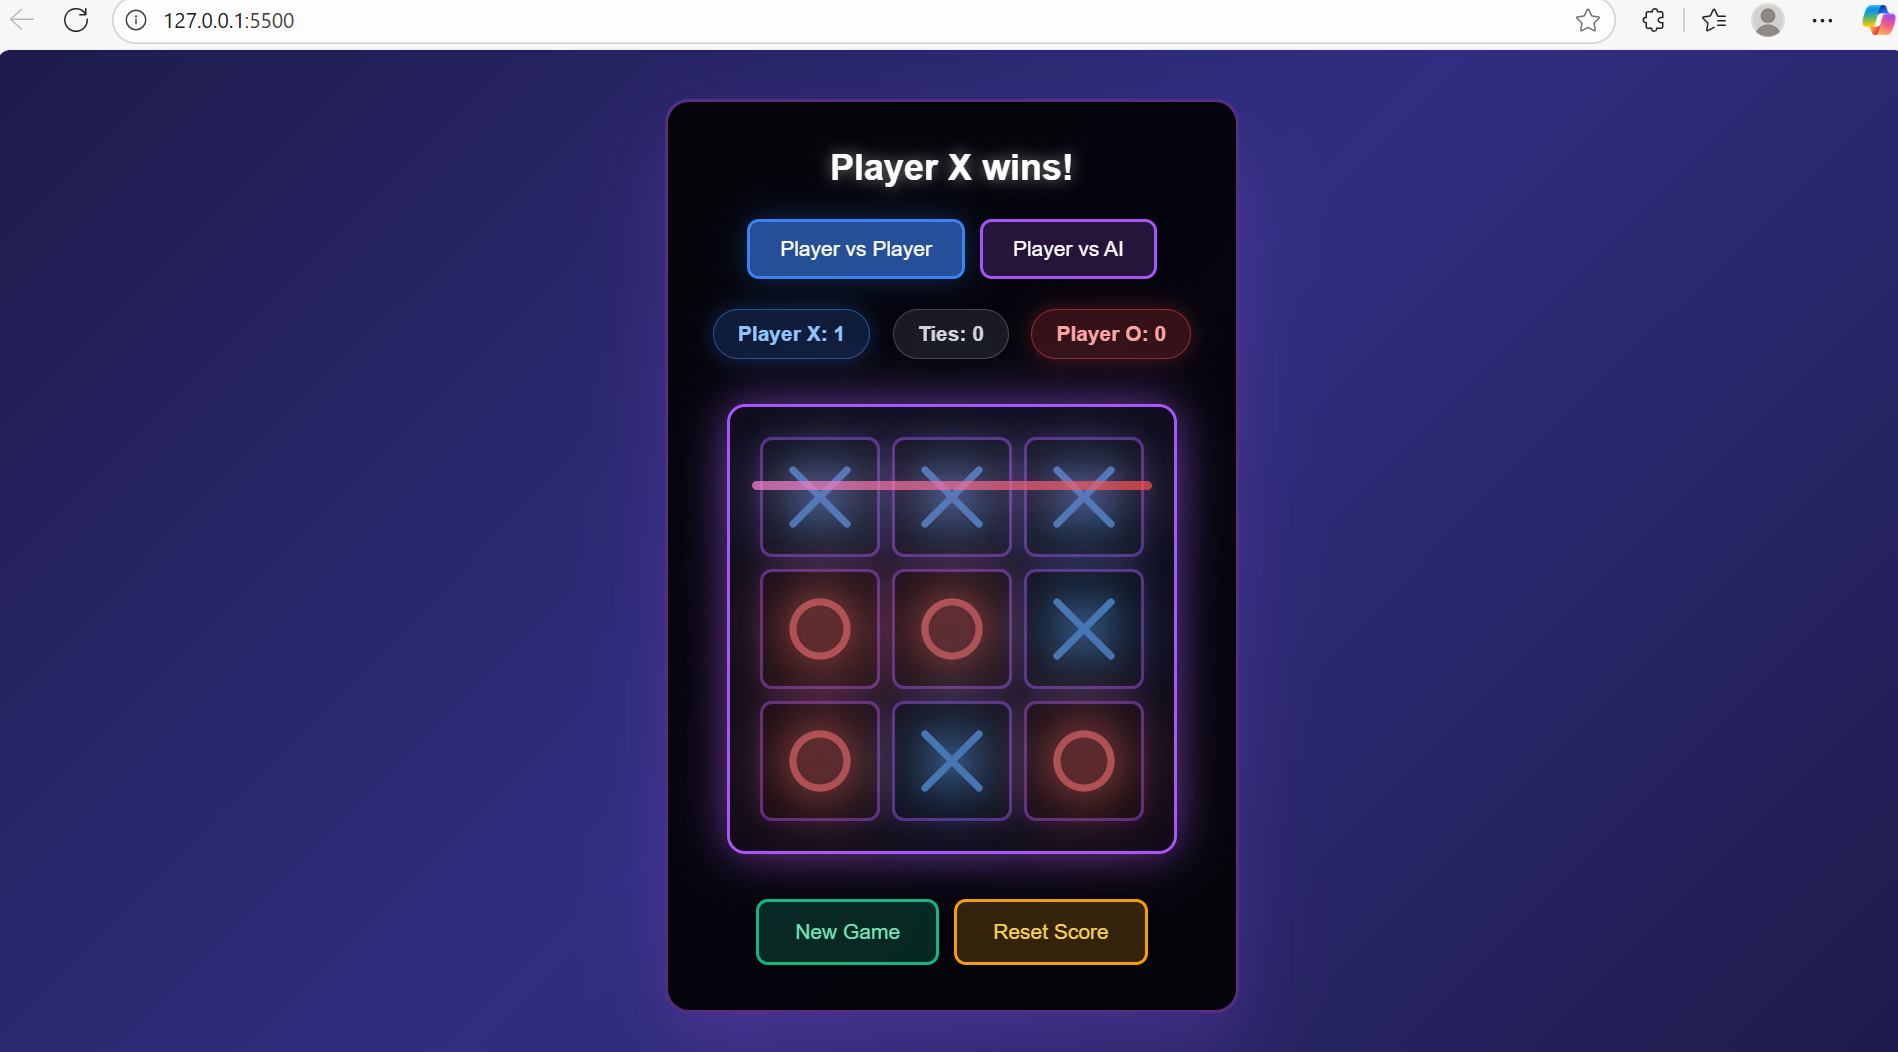 127.0.0.1:5500
Player X wins!
Player vs Player
Player vs AI
Player X: 1
Ties: 0
Player O: 0
New Game
Reset Score